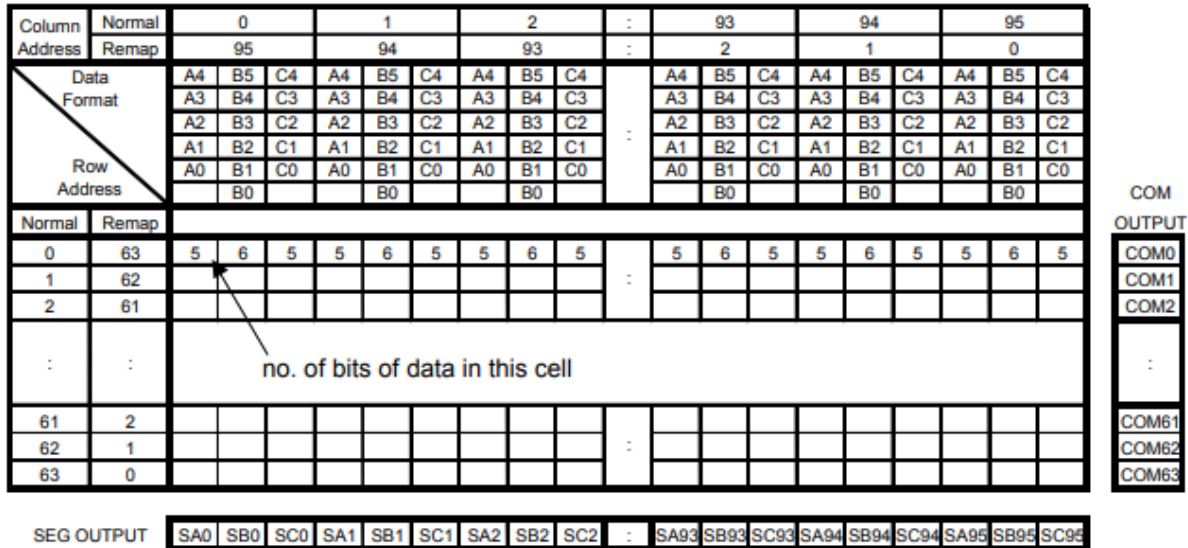 Column Normal 0 1 2 : 93 94 95
Address Remap 95 94 93 : 2 1 0
Data A4 B5 C4 A4 B5 C4 A4 B5 C4 A4 B5 C4 A4 B5 C4 A4 B5 C4
Format A3 B4 C3 A3 B4 C3 A3 B4 C3 A3 B4 C3 A3 B4 C3 A3 B4 C3
A2 B3 C2 A2 B3 C2 A2 B3 C2 : A2 B3 C2 A2 B3 C2 A2 B3 C2
A1 B2 C1 A1 B2 C1 A1 B2 C1 A1 B2 C1 A1 B2 C1 A1 B2 C1
Row A0 B1 C0 A0 B1 C0 A0 B1 C0 A0 B1 C0 A0 B1 C0 A0 B1 C0
Address B0 B0 B0 B0 B0 B0 COM
Normal Remap OUTPUT
0 63 5 6 5 5 6 5 5 6 5 5 6 5 5 6 5 5 6 5 COM0
1 62 : COM1
2 61 COM2
: : no. of bits of data in this cell :
61 2 COM61
62 1 : COM62
63 0 COM63
SEG OUTPUT SA0 SB0 SC0 SA1 SB1 SC1 SA2 SB2 SC2 : SA93 SB93 SC93 SA94 SB94 SC94 SA95 SB95 SC95